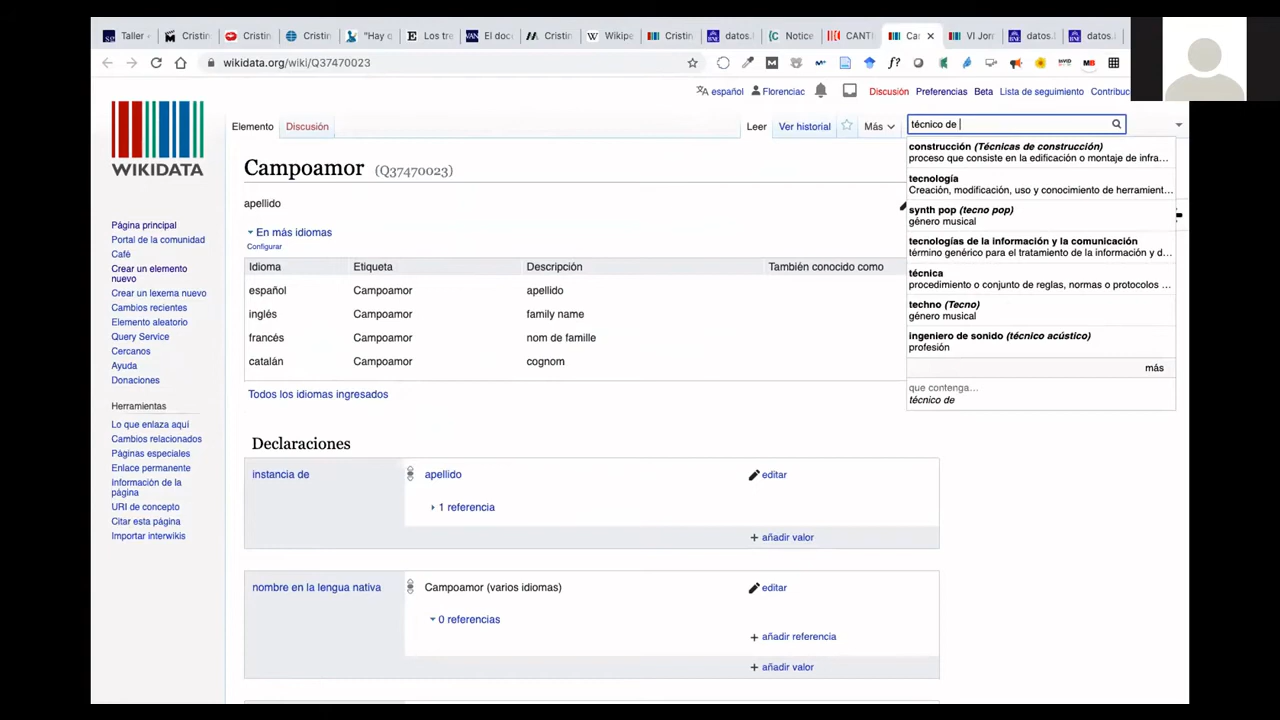 Taller
Cristin
Cristin
Cristin
"Hay q
Los tre
El doc
Cristin
Wikipe
Cristin
datos.
Notice
CANT
Car
VI Jorr
datos.
datos.
wikidata.org/wiki/Q37470023
español
Florenciac
Discusión
Preferencias
Beta
Lista de seguimiento
Contribuc
WIKIDATA
Elemento
Discusión
Leer
Ver historial
Más
técnico de
Campoamor (Q37470023)
apellido
En más idiomas
Configurar
Idioma Etiqueta Descripción También conocido como
español Campoamor apellido
inglés Campoamor family name
francés Campoamor nom de famille
catalán Campoamor cognom
Todos los idiomas ingresados
Declaraciones
instancia de apellido editar
1 referencia
+ añadir valor
nombre en la lengua nativa Campoamor (varios idiomas) editar
0 referencias
+ añadir referencia
+ añadir valor
construcción (Técnicas de construcción)
proceso que consiste en la edificación o montaje de infra...
tecnología
Creación, modificación, uso y conocimiento de herramient...
synth pop (tecno pop)
género musical
tecnologías de la información y la comunicación
término genérico para el tratamiento de la información y d...
técnica
procedimiento o conjunto de reglas, normas o protocolos ...
techno (Tecno)
género musical
ingeniero de sonido (técnico acústico)
profesión
más
que contenga...
técnico de
Página principal
Portal de la comunidad
Café
Crear un elemento
nuevo
Crear un lexema nuevo
Cambios recientes
Elemento aleatorio
Query Service
Cercanos
Ayuda
Donaciones
Herramientas
Lo que enlaza aquí
Cambios relacionados
Páginas especiales
Enlace permanente
Información de la
página
URI de concepto
Citar esta página
Importar interwikis